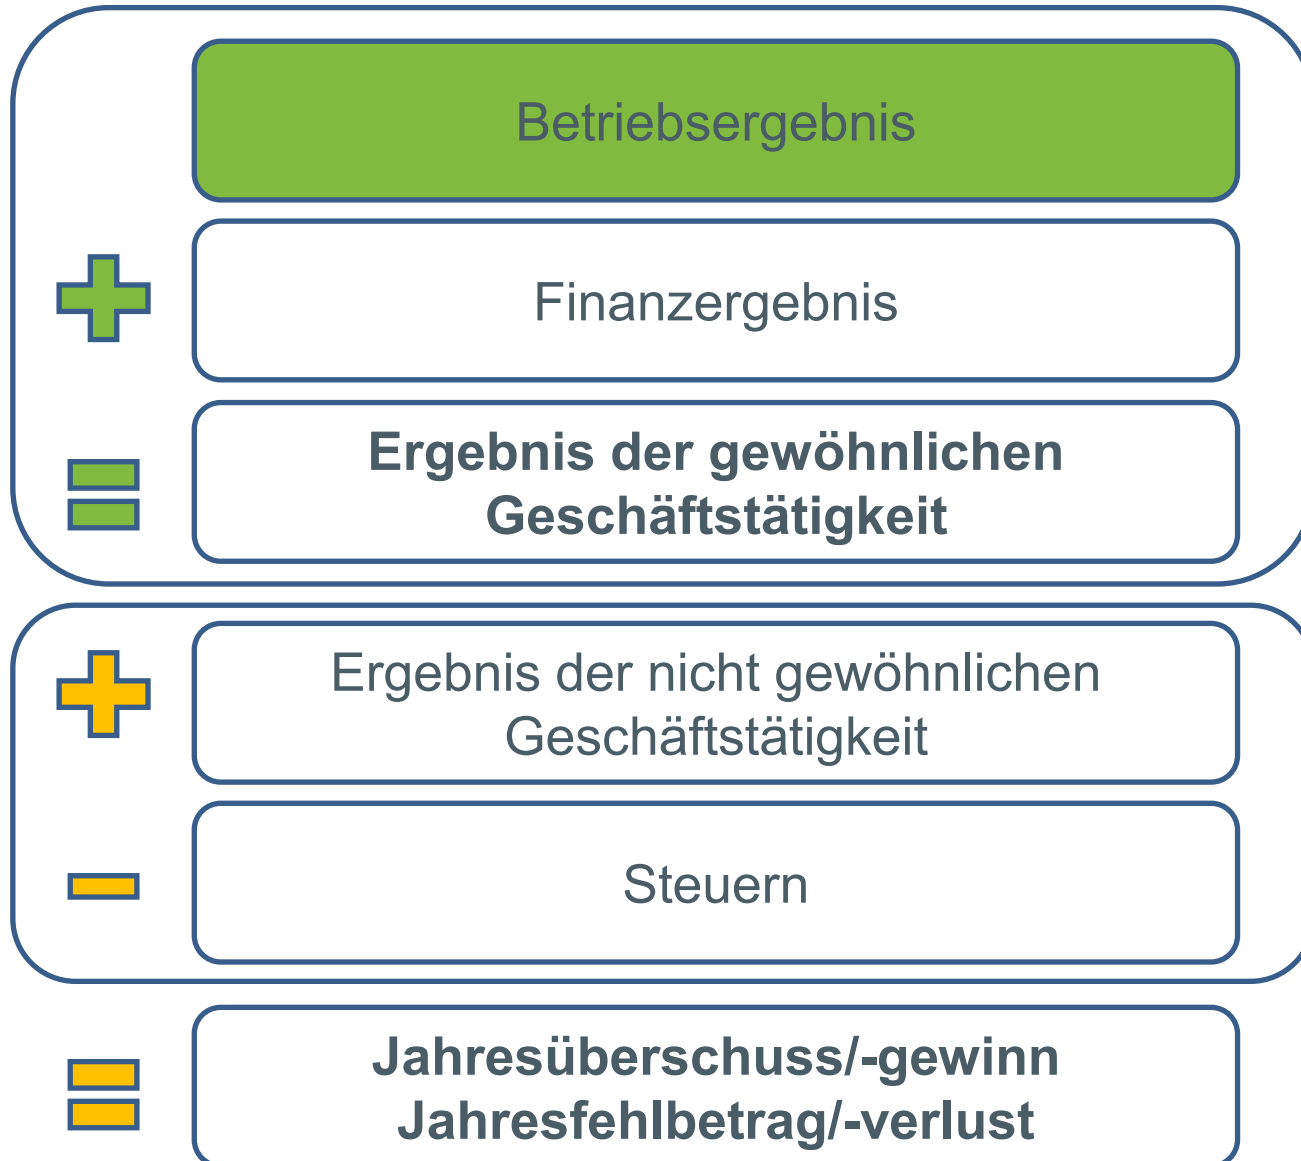 Betriebsergebnis
Finanzergebnis
Ergebnis der gewöhnlichen
Geschäftstätigkeit
Ergebnis der nicht gewöhnlichen
Geschäftstätigkeit
Steuern
Jahresüberschuss/-gewinn
Jahresfehlbetrag/-verlust